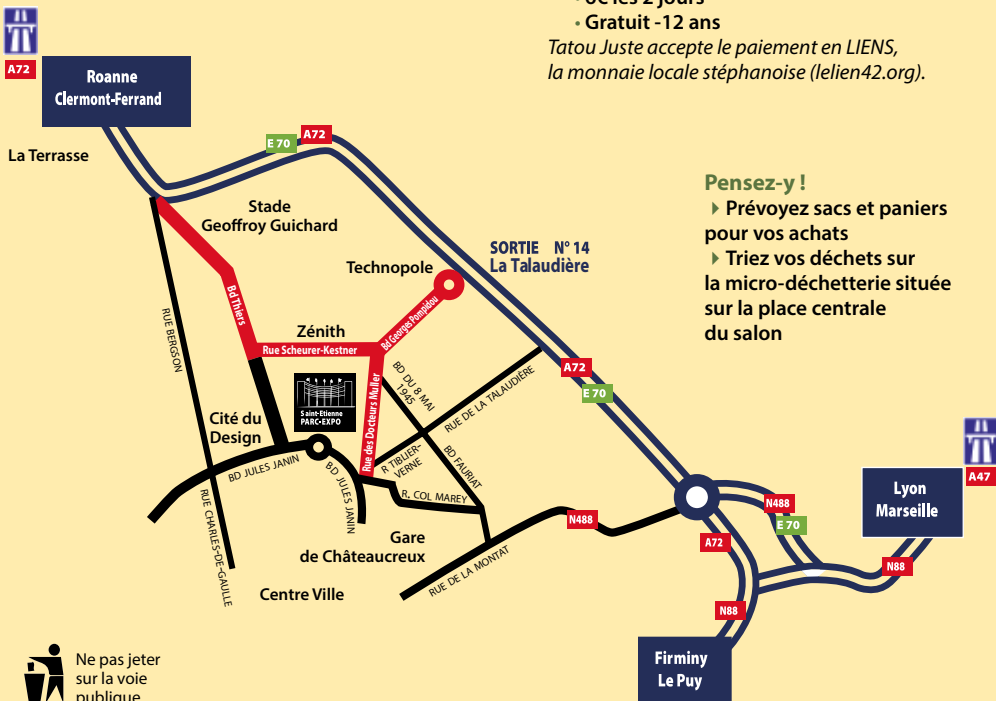 6€ les 2 jours
• Gratuit -12 ans
Tatou Juste accepte le paiement en LIENS,
la monnaie locale stéphanoise (lelien42.org).
A72
Roanne
Clermont-Ferrand
La Terrasse
E 70
A72
Stade
Geoffroy Guichard
Pensez-y !
Prévoyez sacs et paniers
pour vos achats
Triez vos déchets sur
la micro-déchetterie située
sur la place centrale
du salon
SORTIE N° 14
La Talaudière
Technopole
Bd Thiers
Bd Georges Pompidou
RUE BERGSON
Zénith
Rue Scheurer-Kestner
BD DU 8 MAI
1945
A72
E 70
RUE DE LA TALAUDIÈRE
Saint-Etienne
PARC-EXPO
Rue des Docteurs Muller
Cité du
Design
BD JULES JANIN
BD JULES JANIN
R TIBLIER-
VERNE
BD FAURIAT
R. COL MAREY
RUE CHARLES-DE-GAULLE
Gare
de Châteaucreux
N488
RUE DE LA MONTAT
Centre Ville
N488
E 70
A72
A47
Lyon
Marseille
N88
N88
Firminy
Le Puy
Ne pas jeter
sur la voie
publique